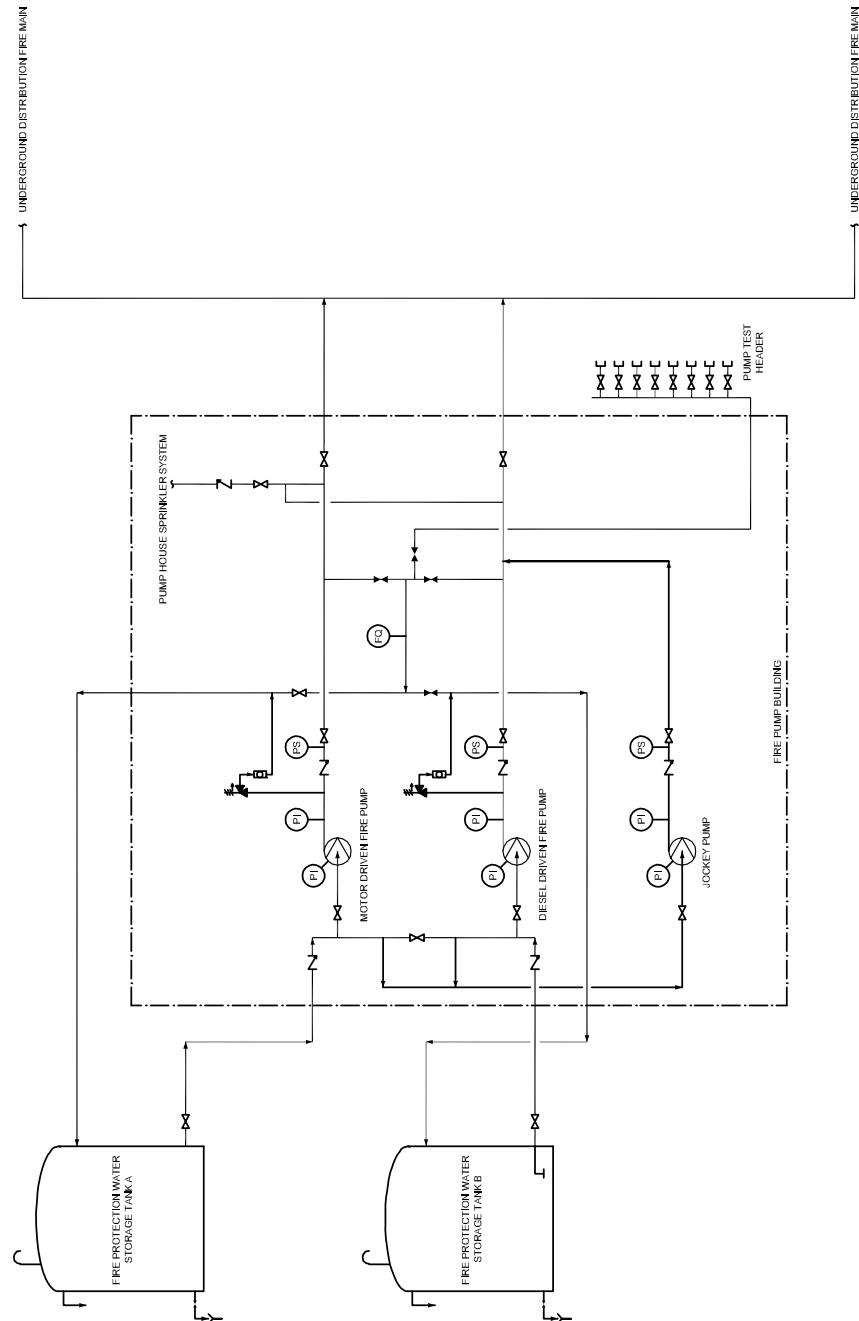 UNDERGROUND DISTRIBUTION FIRE MAIN
UNDERGROUND DISTRIBUTION FIRE MAIN
PUMP TEST
HEADER
PUMP HOUSE SPRINKLER SYSTEM
FQ
FIRE PUMP BUILDING
PS
PS
PS
PI
PI
PI
PI
PI
PI
MOTOR DRIVEN FIRE PUMP
DIESEL DRIVEN FIRE PUMP
JOCKEY PUMP
FIRE PROTECTION WATER
STORAGE TANK A
FIRE PROTECTION WATER
STORAGE TANK B